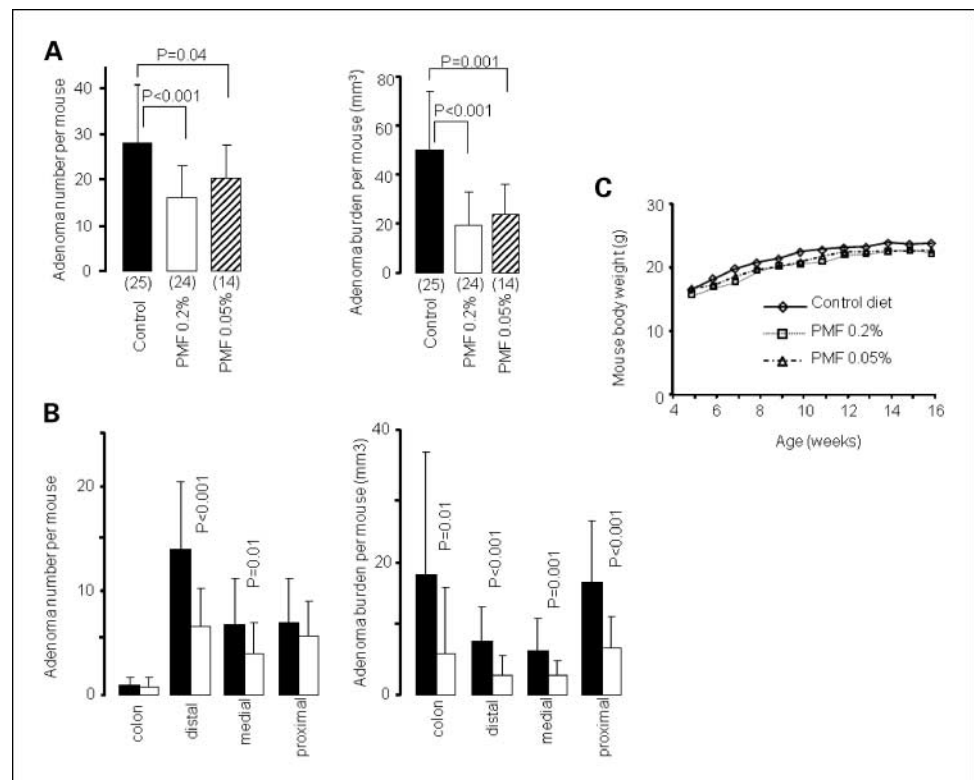 A
P=0.04
P<0.001
Adenoma number per mouse
40
30
20
10
0
(25)
(24)
(14)
Control
PMF 0.2%
PMF 0.05%
P=0.001
P<0.001
Adenoma burden per mouse (mm³)
80
60
40
20
0
(25)
(24)
(14)
Control
PMF 0.2%
PMF 0.05%
C
Mouse body weight (g)
30
20
10
0
Control diet
PMF 0.2%
PMF 0.05%
4
6
8
10
12
14
16
Age (weeks)
B
Adenoma number per mouse
20
10
0
P<0.001
P=0.01
colon
distal
medial
proximal
Adenoma burden per mouse (mm3)
40
20
0
P=0.01
P<0.001
P=0.001
P<0.001
colon
distal
medial
proximal